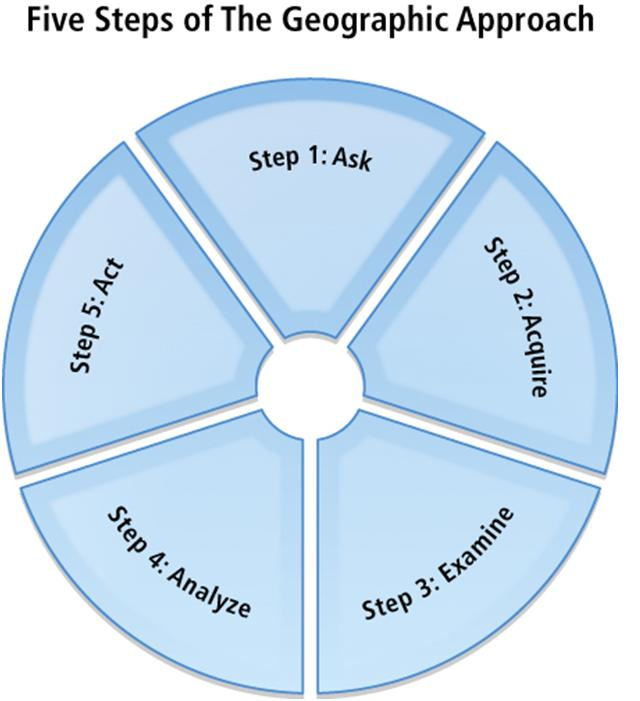 Five Steps of The Geographic Approach
Step 1: Ask
Step 2: Acquire
Step 3: Examine
Step 4: Analyze
Step 5: Act